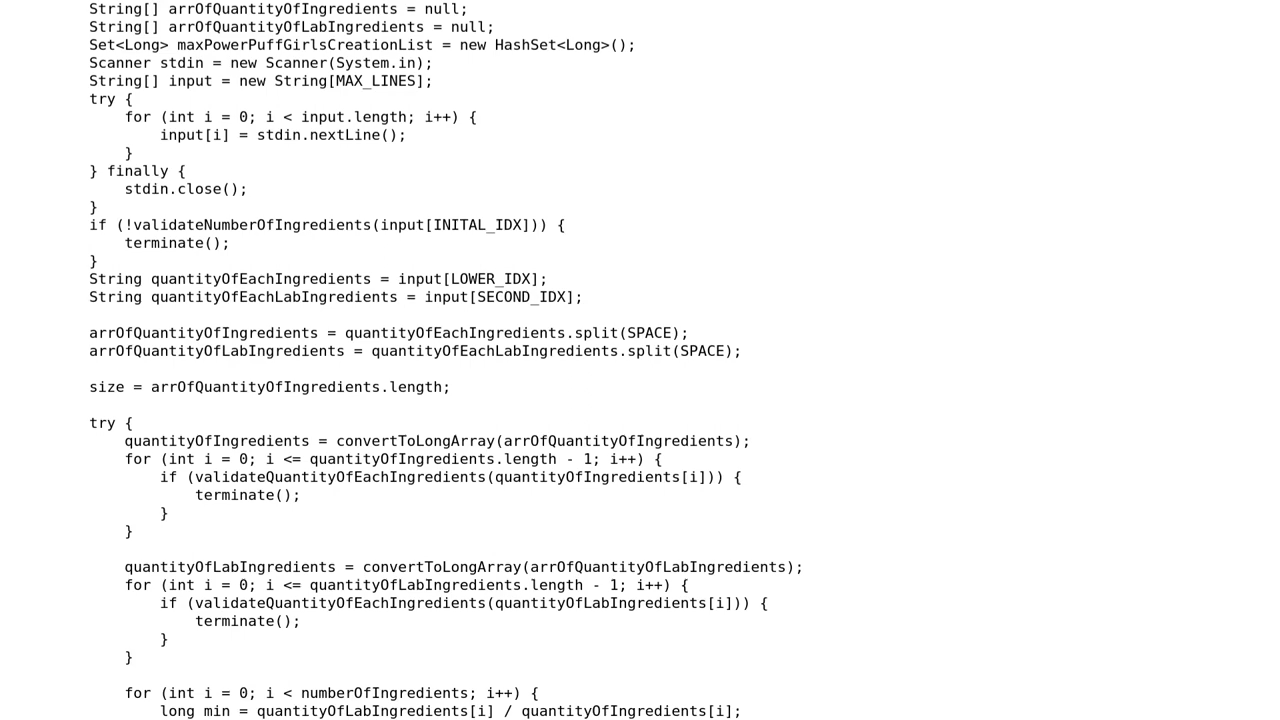 String[] arrOfQuantityOfIngredients = null;
String[] arrOfQuantityOfLabIngredients = null;
Set<Long> maxPowerPuffGirlsCreationList = new HashSet<Long>();
Scanner stdin = new Scanner(System.in);
String[] input = new String[MAX_LINES];
try {
    for (int i = 0; i < input.length; i++) {
        input[i] = stdin.nextLine();
    }
} finally {
    stdin.close();
}
if (!validateNumberOfIngredients(input[INITAL_IDX])) {
    terminate();
}
String quantityOfEachIngredients = input[LOWER_IDX];
String quantityOfEachLabIngredients = input[SECOND_IDX];

arrOfQuantityOfIngredients = quantityOfEachIngredients.split(SPACE);
arrOfQuantityOfLabIngredients = quantityOfEachLabIngredients.split(SPACE);

size = arrOfQuantityOfIngredients.length;

try {
    quantityOfIngredients = convertToLongArray(arrOfQuantityOfIngredients);
    for (int i = 0; i <= quantityOfIngredients.length - 1; i++) {
        if (validateQuantityOfEachIngredients(quantityOfIngredients[i])) {
            terminate();
        }
    }

    quantityOfLabIngredients = convertToLongArray(arrOfQuantityOfLabIngredients);
    for (int i = 0; i <= quantityOfLabIngredients.length - 1; i++) {
        if (validateQuantityOfEachIngredients(quantityOfLabIngredients[i])) {
            terminate();
        }
    }

    for (int i = 0; i < numberOfIngredients; i++) {
        long min = quantityOfLabIngredients[i] / quantityOfIngredients[i];